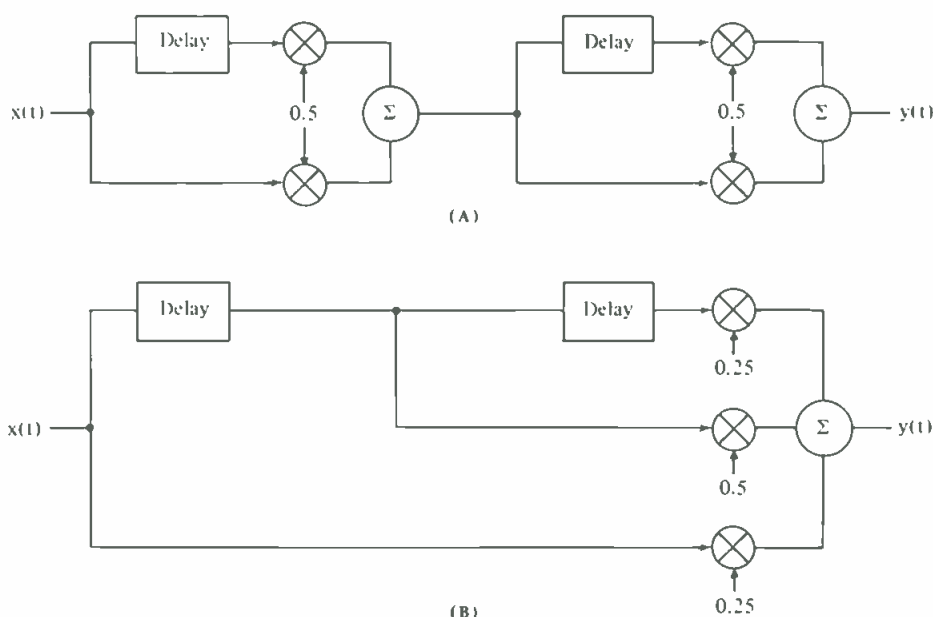 Delay
Delay
x(t)
0.5
Σ
0.5
Σ
y(t)
(A)
Delay
Delay
0.25
x(t)
Σ
y(t)
0.5
0.25
(B)